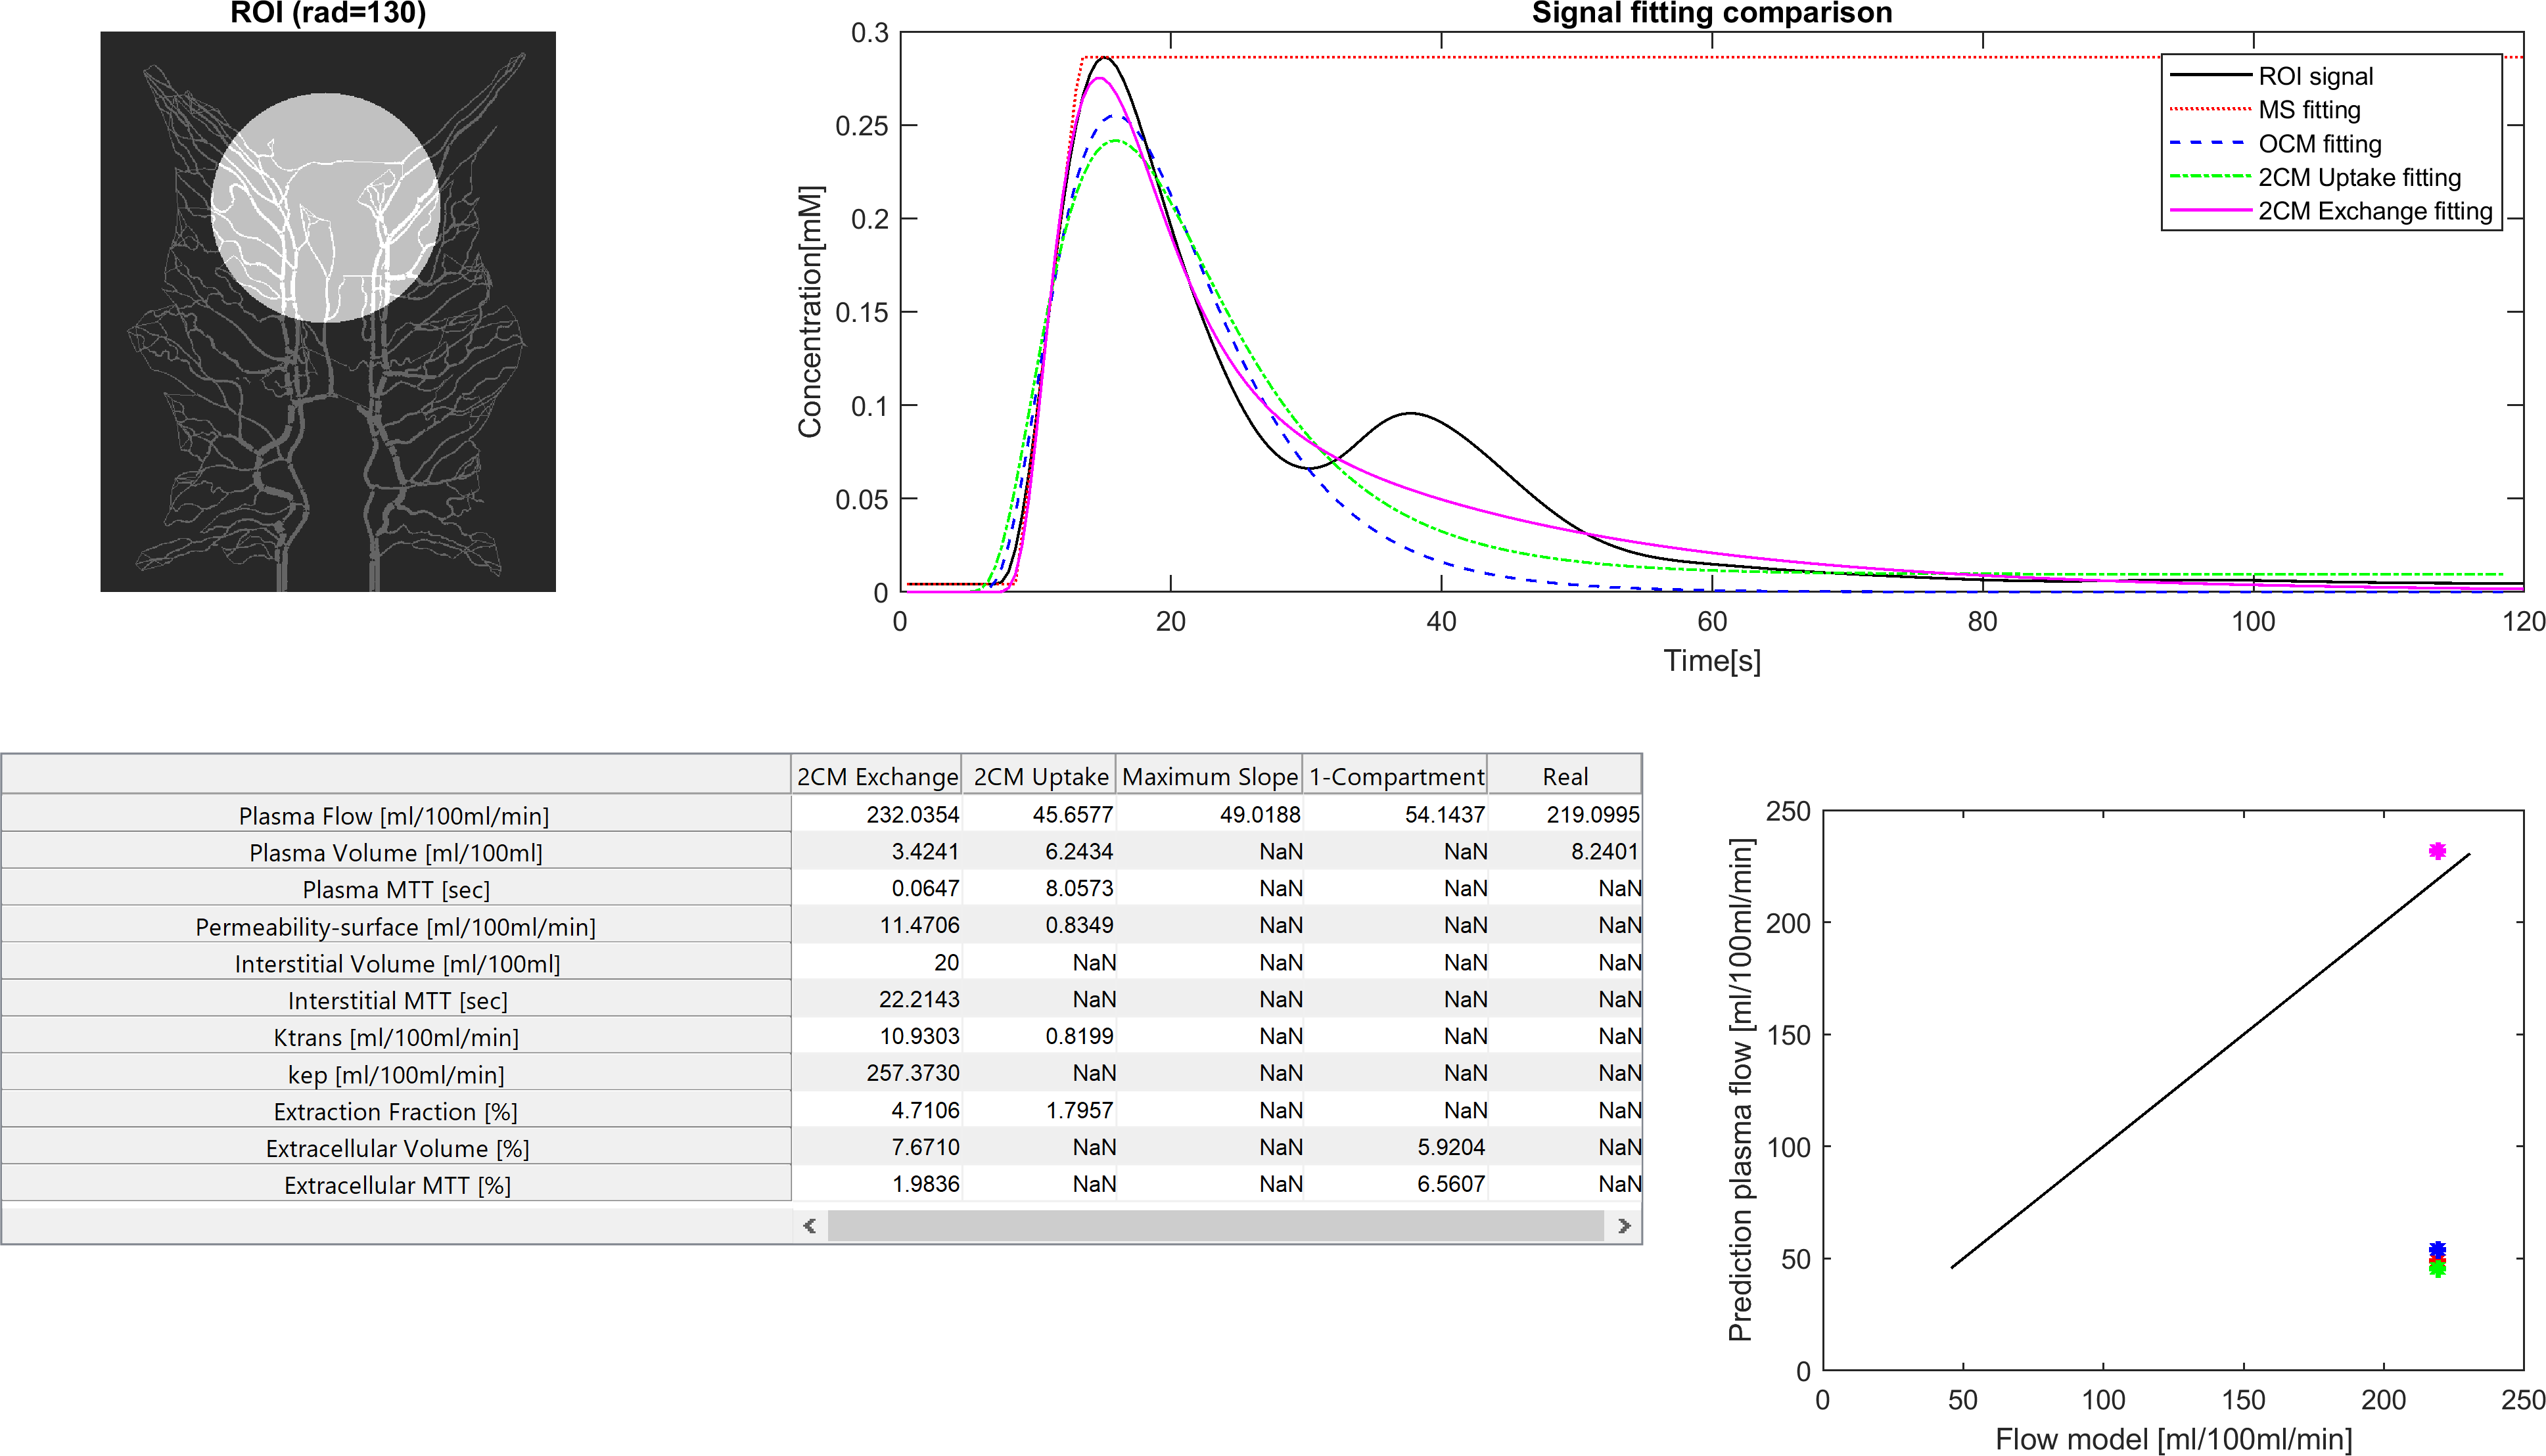 ROI (rad=130)
Signal fitting comparison
Concentration[mM]
0.3
0.25
0.2
0.15
0.1
0.05
0
0 20 40 60 80 100 120
Time[s]
ROI signal
MS fitting
OCM fitting
2CM Uptake fitting
2CM Exchange fitting
2CM Exchange 2CM Uptake Maximum Slope 1-Compartment Real
Plasma Flow [ml/100ml/min] 232.0354 45.6577 49.0188 54.1437 219.0995
Plasma Volume [ml/100ml] 3.4241 6.2434 NaN NaN 8.2401
Plasma MTT [sec] 0.0647 8.0573 NaN NaN NaN
Permeability-surface [ml/100ml/min] 11.4706 0.8349 NaN NaN NaN
Interstitial Volume [ml/100ml] 20 NaN NaN NaN NaN
Interstitial MTT [sec] 22.2143 NaN NaN NaN NaN
Ktrans [ml/100ml/min] 10.9303 0.8199 NaN NaN NaN
kep [ml/100ml/min] 257.3730 NaN NaN NaN NaN
Extraction Fraction [%] 4.7106 1.7957 NaN NaN NaN
Extracellular Volume [%] 7.6710 NaN NaN 5.9204 NaN
Extracellular MTT [%] 1.9836 NaN NaN 6.5607 NaN
Prediction plasma flow [ml/100ml/min]
250
200
150
100
50
0
0 50 100 150 200 250
Flow model [ml/100ml/min]